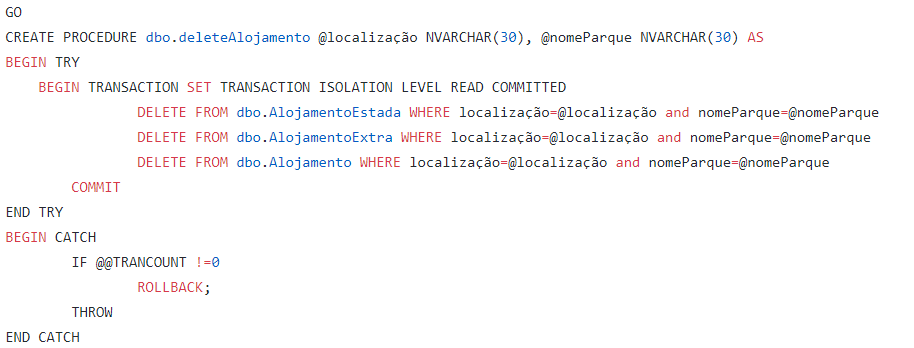 GO
CREATE PROCEDURE dbo.deleteAlojamento @localização NVARCHAR(30), @nomeParque NVARCHAR(30) AS
BEGIN TRY
BEGIN TRANSACTION SET TRANSACTION ISOLATION LEVEL READ COMMITTED
DELETE FROM dbo.AlojamentoEstada WHERE localização=@localização and nomeParque=@nomeParque
DELETE FROM dbo.AlojamentoExtra WHERE localização=@localização and nomeParque=@nomeParque
DELETE FROM dbo.Alojamento WHERE localização=@localização and nomeParque=@nomeParque
COMMIT
END TRY
BEGIN CATCH
IF @@TRANCOUNT !=0
ROLLBACK;
THROW
END CATCH